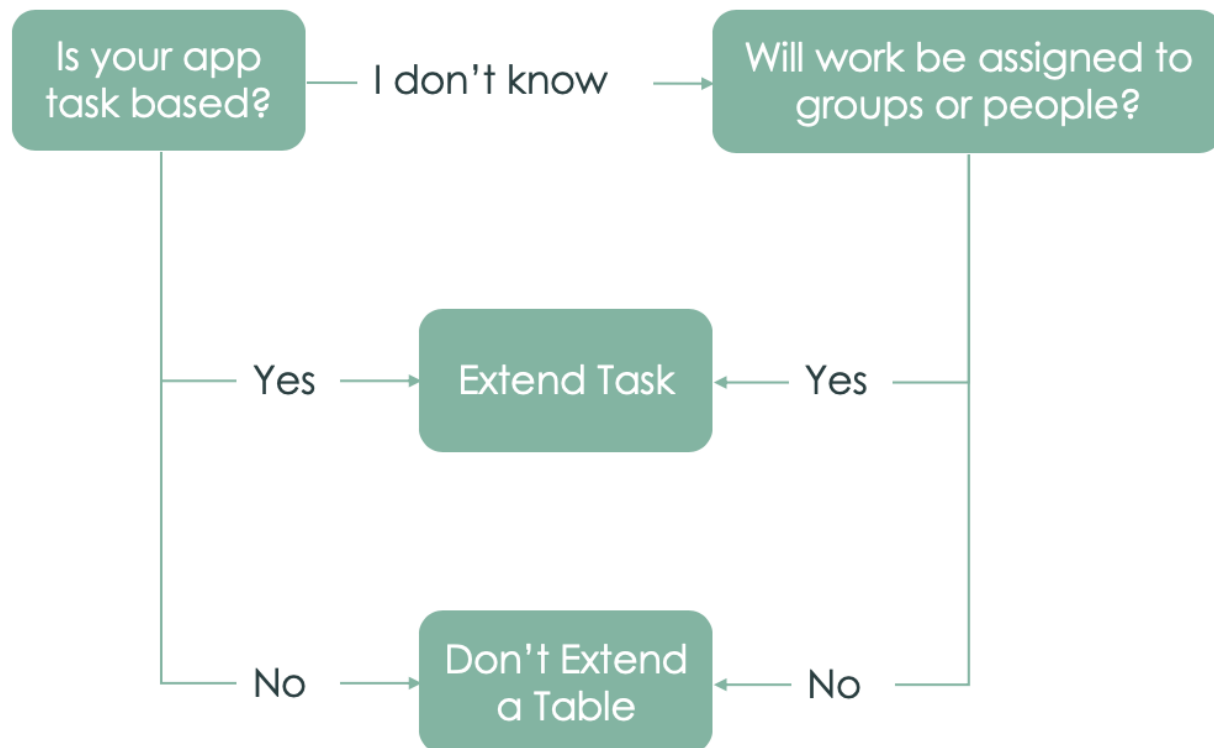 Is your app
task based?
I don't know
Will work be assigned to
groups or people?
Yes
Extend Task
Yes
No
Don't Extend
a Table
No